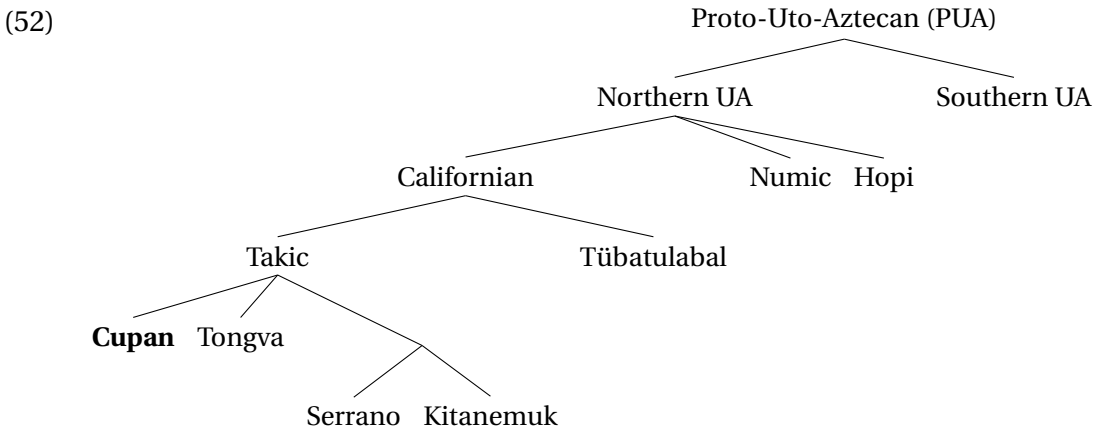 (52) Proto-Uto-Aztecan (PUA)
Northern UA Southern UA
Californian Numic Hopi
Takic Tübatulabal
Cupan Tongva
Serrano Kitanemuk